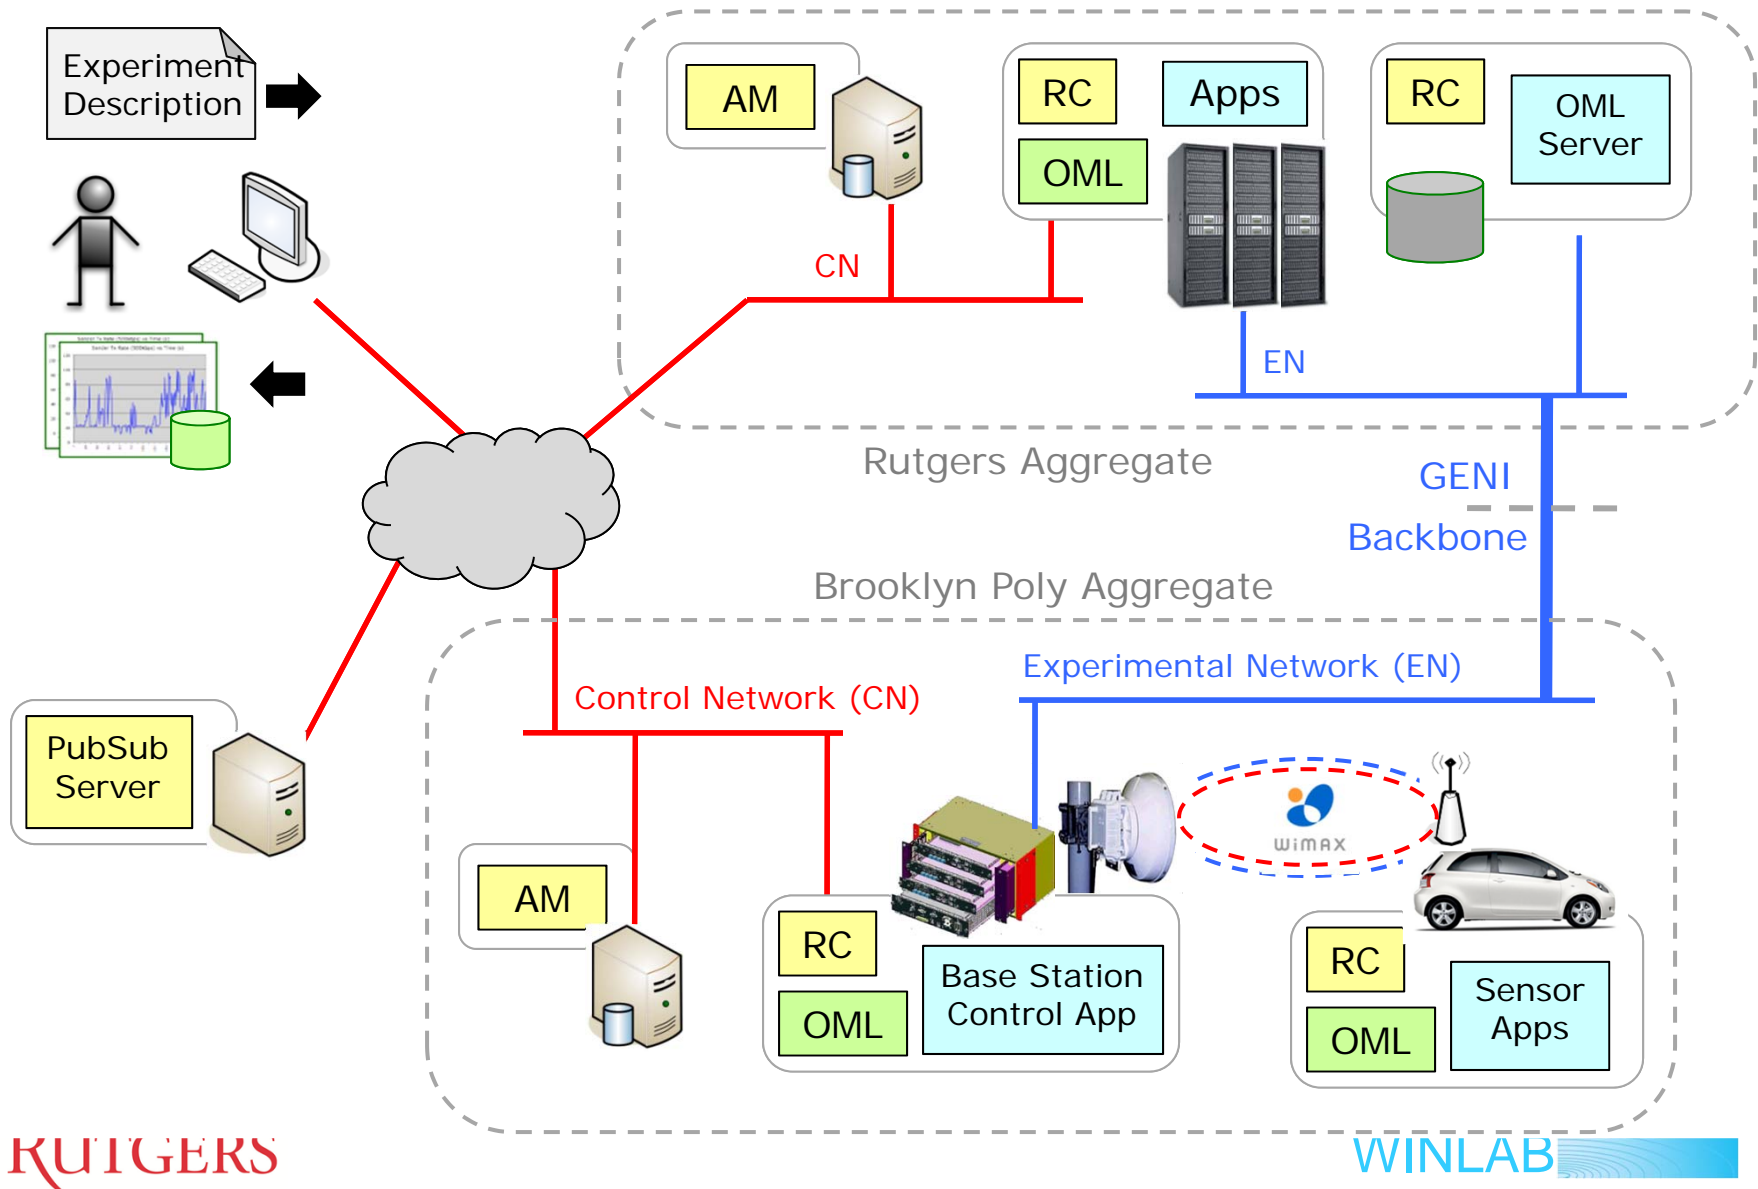 Experiment
Description
AM
RC
Apps
OML
RC
OML
Server
CN
EN
Rutgers Aggregate
GENI
Backbone
Brooklyn Poly Aggregate
Experimental Network (EN)
Control Network (CN)
PubSub
Server
WiMAX
AM
RC
OML
Base Station
Control App
RC
OML
Sensor
Apps
RUTGERS
WINLAB